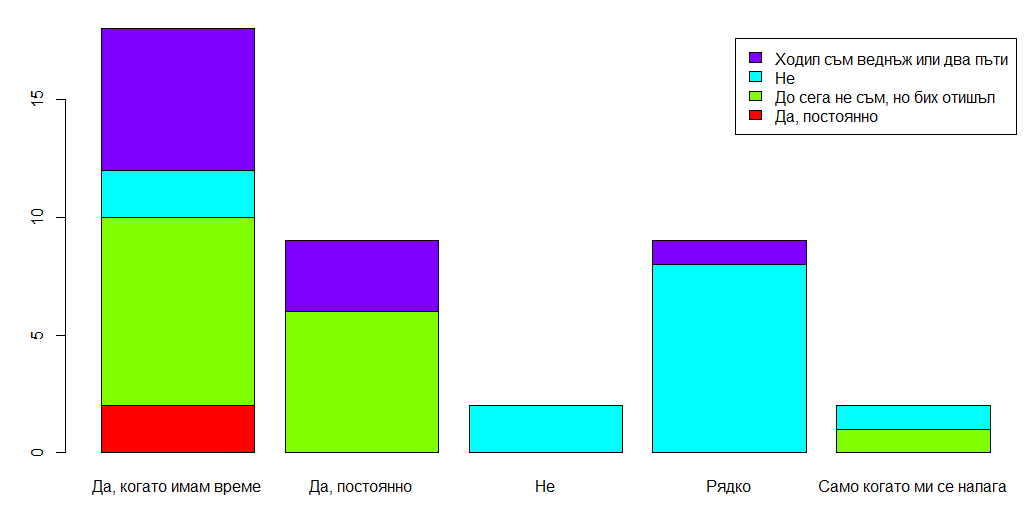 Ходил съм веднъж или два пъти
Не
До сега не съм, но бих отишъл
Да, постоянно
15
10
5
0
Да, когато имам време
Да, постоянно
Не
Рядко
Само когато ми се налага